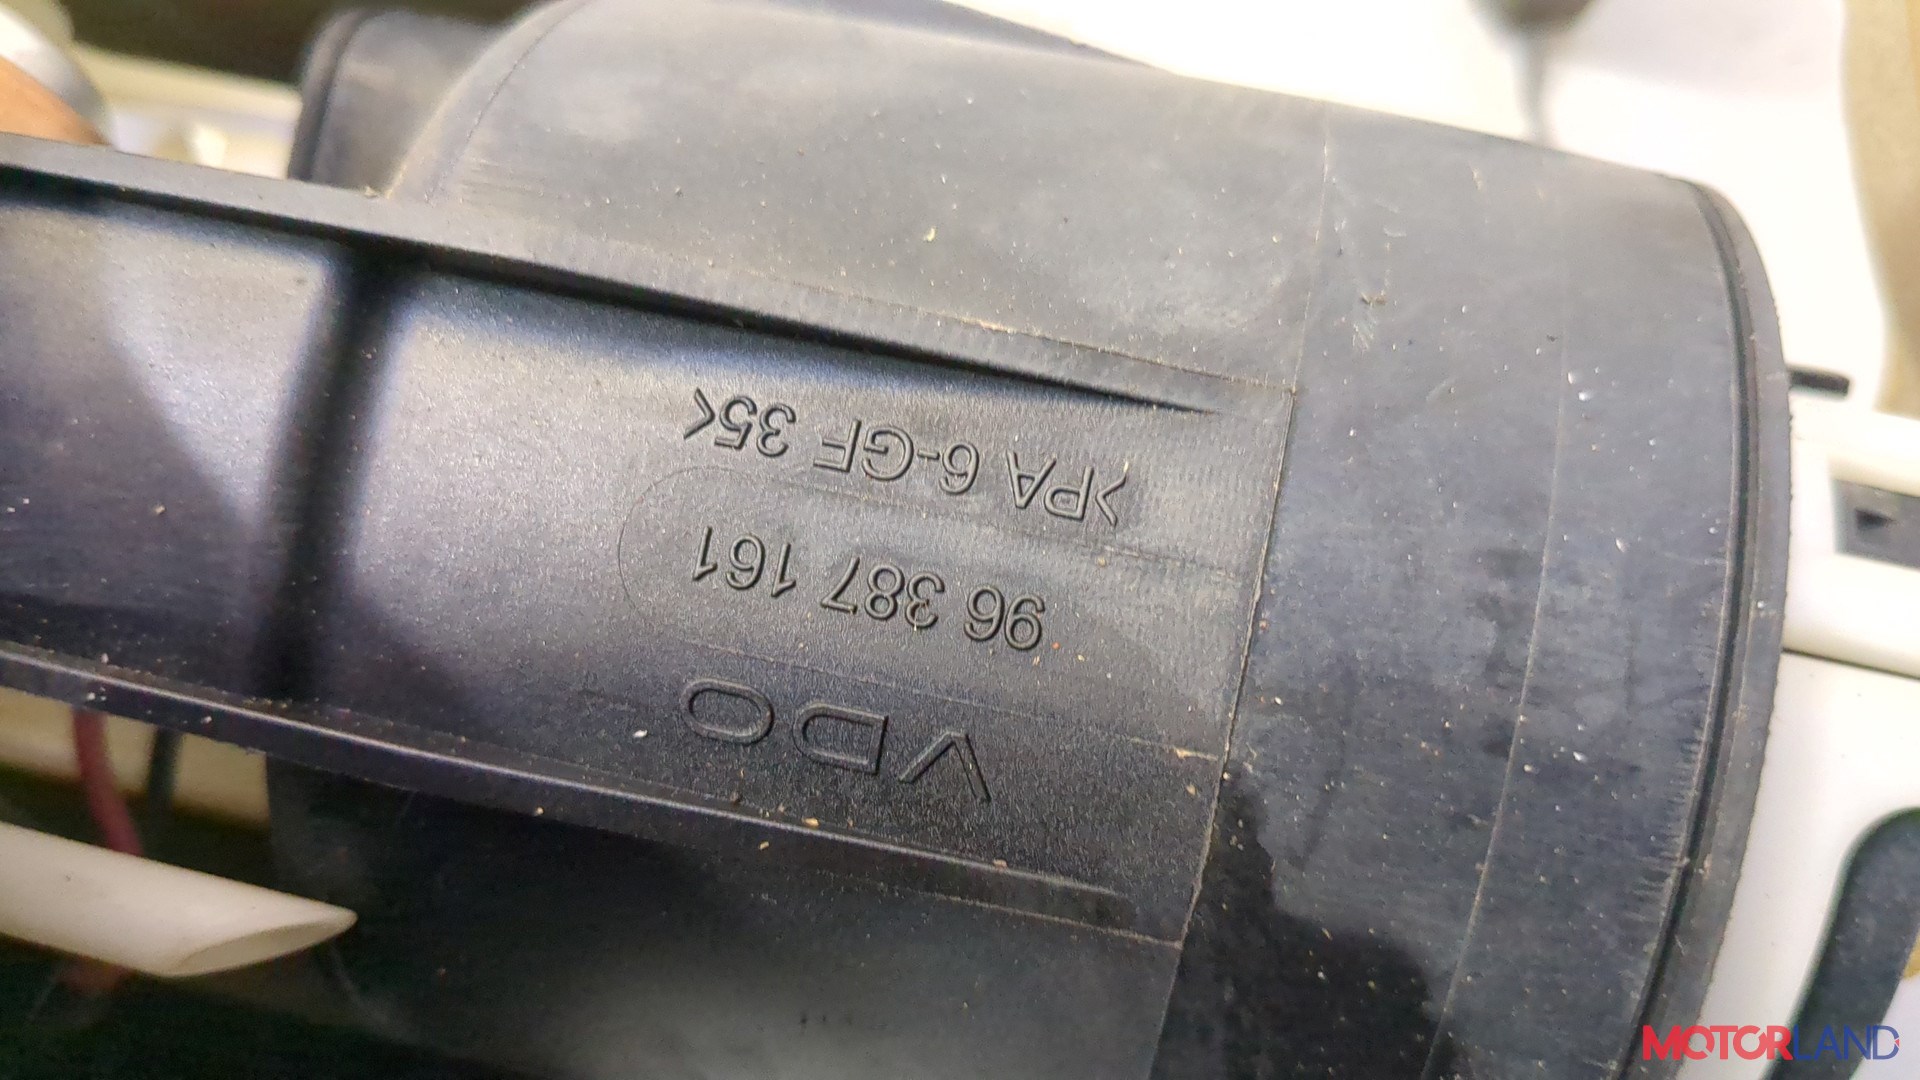 VDO
96 387 161
>PA 6-GF 35<
MOTORLAND